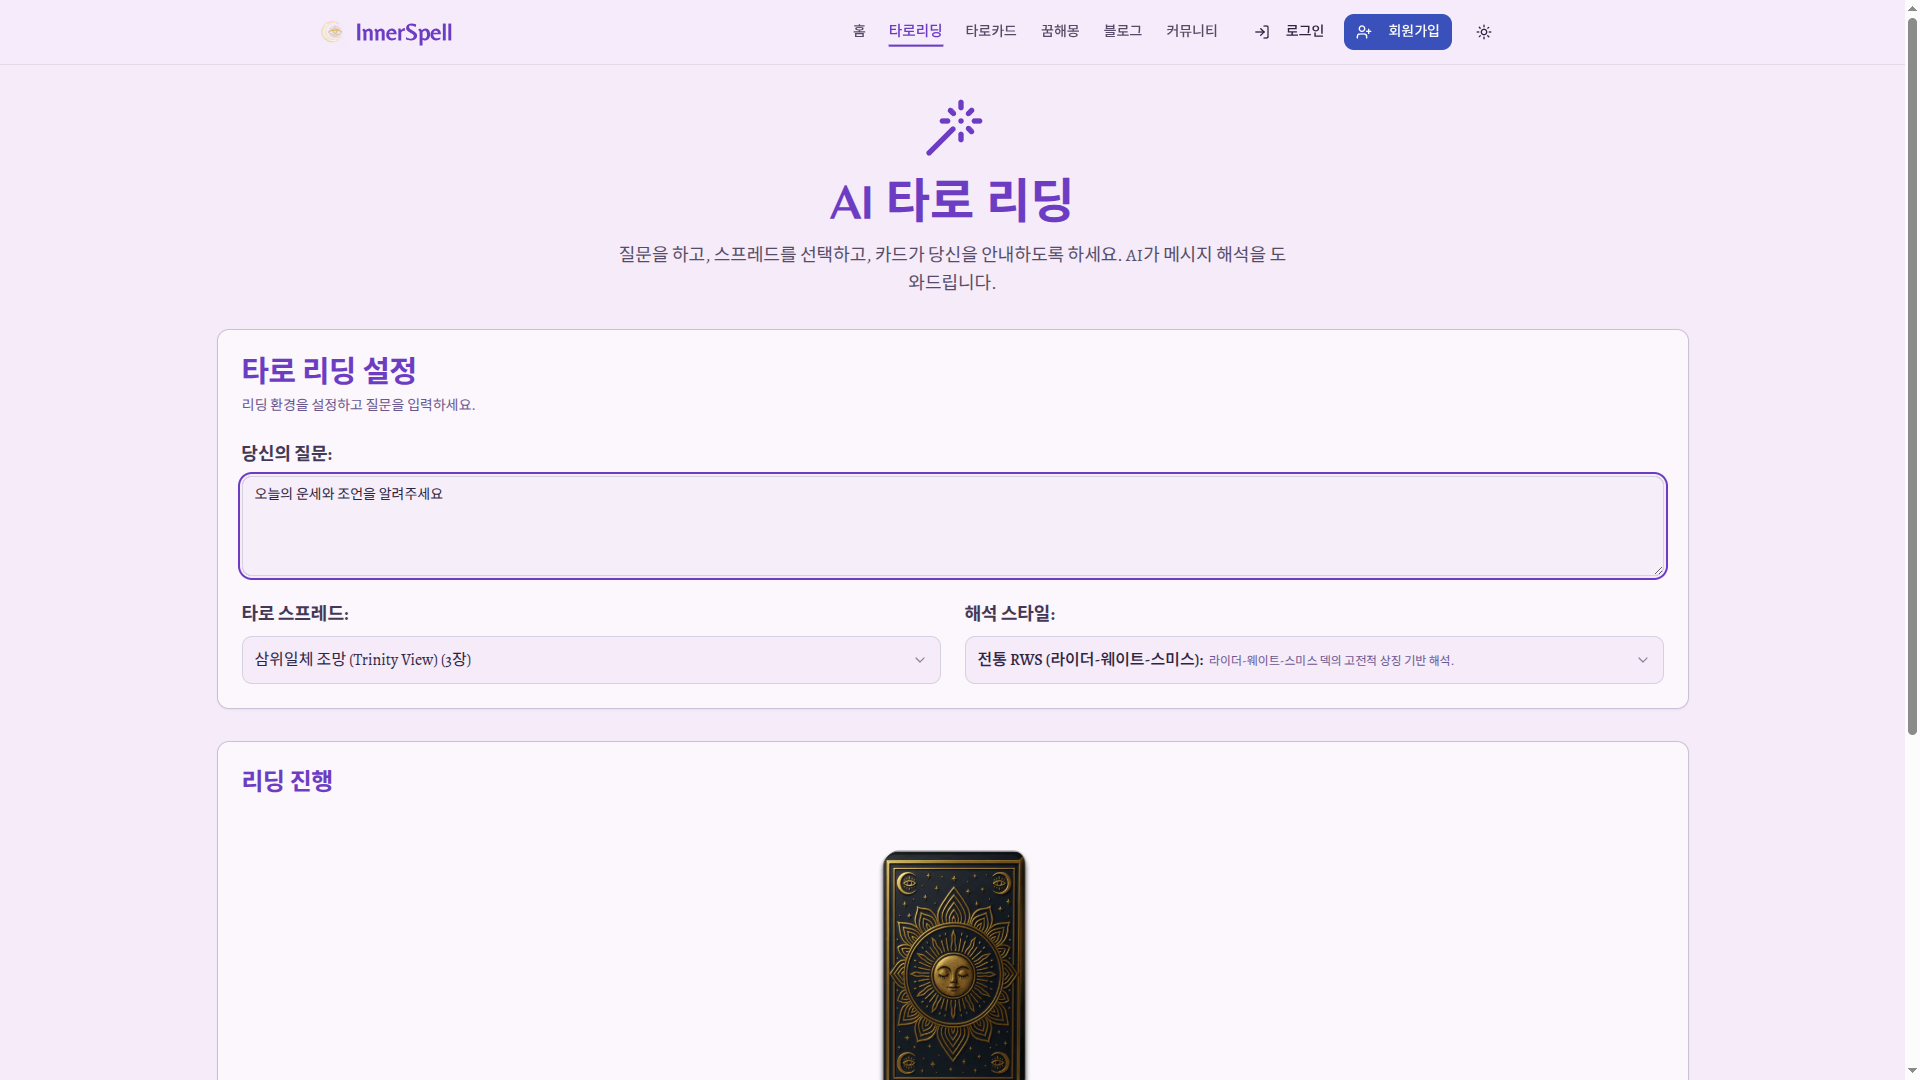 InnerSpell
홈 타로리딩 타로카드 꿈해몽 블로그 커뮤니티 로그인 회원가입
AI 타로 리딩
질문을 하고, 스프레드를 선택하고, 카드가 당신을 안내하도록 하세요. AI가 메시지 해석을 도
와드립니다.
타로 리딩 설정
리딩 환경을 설정하고 질문을 입력하세요.
당신의 질문:
오늘의 운세와 조언을 알려주세요
타로 스프레드:
삼위일체 조망 (Trinity View) (3장)
해석 스타일:
전통 RWS (라이더-웨이트-스미스): 라이더-웨이트-스미스 덱의 고전적 상징 기반 해석.
리딩 진행